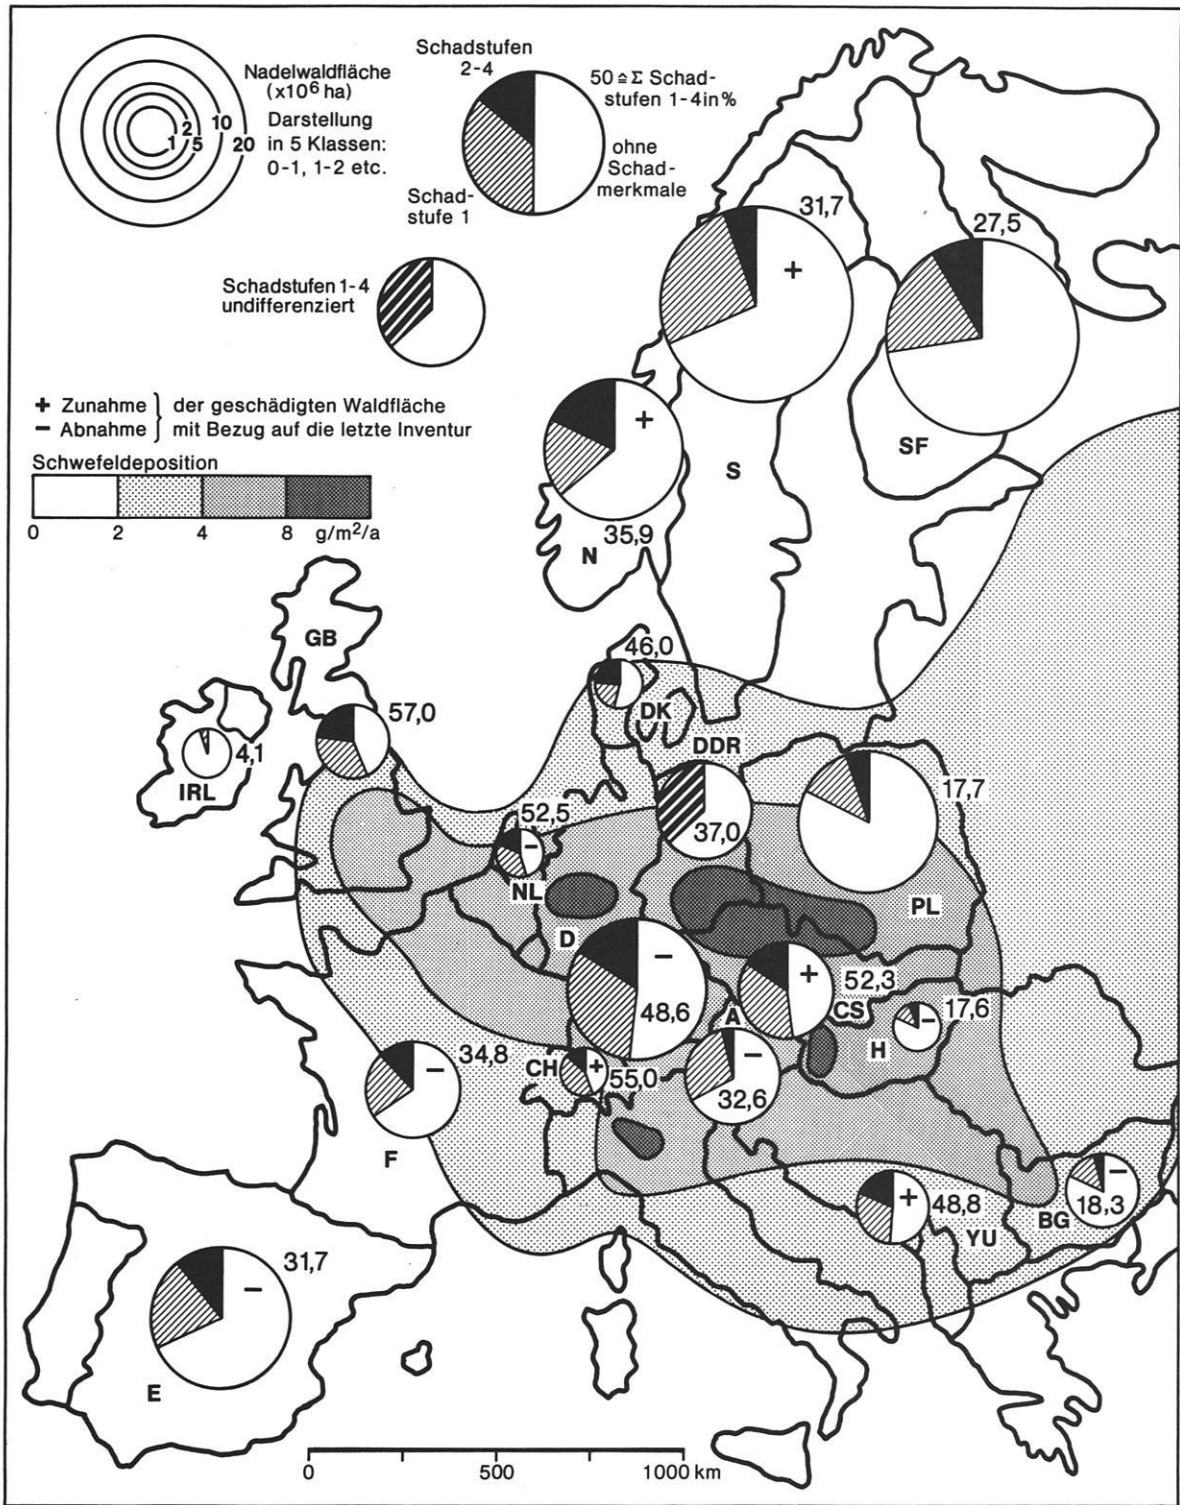 Nadelwaldfläche
(x10⁶ ha)
Darstellung
in 5 Klassen:
0-1, 1-2 etc.
1
2
5
10
20
Schadstufen
2-4
50 ≙ Σ Schad-
stufen 1-4 in %
ohne
Schad-
merkmale
Schad-
stufe 1
Schadstufen 1-4
undifferenziert
+ Zunahme } der geschädigten Waldfläche
− Abnahme } mit Bezug auf die letzte Inventur
Schwefeldeposition
0 2 4 8 g/m²/a
31,7
+
27,5
+
35,9
N
S
SF
GB
46,0
DK
57,0
4,1
IRL
DDR
37,0
17,7
PL
52,5
−
NL
D
−
48,6
+
52,3
CS
A
−
32,6
17,6
−
H
34,8
−
F
CH
+
55,0
+
48,8
YU
BG
−
18,3
31,7
−
E
0 500 1000 km